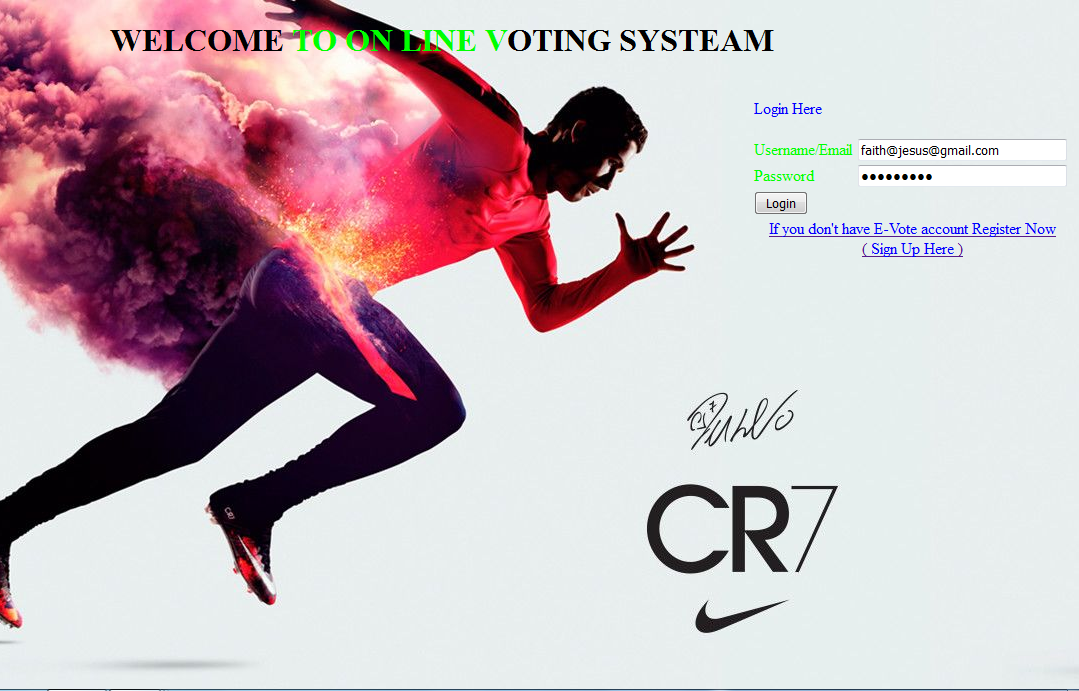 WELCOME TO ON LINE VOTING SYSTEAM
Login Here
Username/Email faith@jesus@gmail.com
Password ●●●●●●●●●
Login
If you don't have E-Vote account Register Now
( Sign Up Here )
CR7